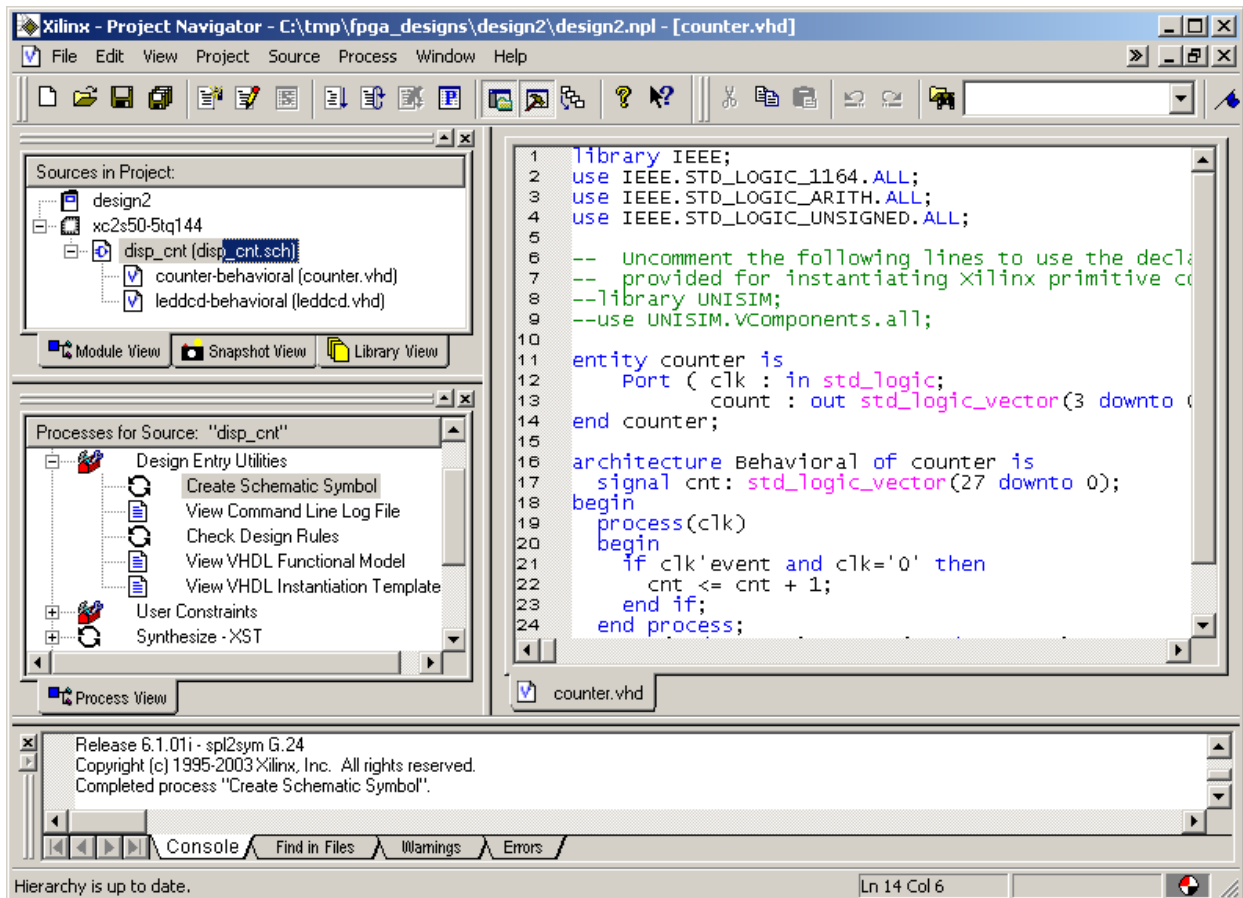 Xilinx - Project Navigator - C:\tmp\fpga_designs\design2\design2.npl - [counter.vhd]
File Edit View Project Source Process Window Help
Sources in Project:
design2
xc2s50-5tq144
disp_cnt (disp_cnt.sch)
counter-behavioral (counter.vhd)
leddcd-behavioral (leddcd.vhd)
Module View Snapshot View Library View
Processes for Source: "disp_cnt"
Design Entry Utilities
Create Schematic Symbol
View Command Line Log File
Check Design Rules
View VHDL Functional Model
View VHDL Instantiation Template
User Constraints
Synthesize - XST
Process View
1 library IEEE;
2 use IEEE.STD_LOGIC_1164.ALL;
3 use IEEE.STD_LOGIC_ARITH.ALL;
4 use IEEE.STD_LOGIC_UNSIGNED.ALL;
5
6 -- Uncomment the following lines to use the decla
7 -- provided for instantiating Xilinx primitive co
8 --library UNISIM;
9 --use UNISIM.VComponents.all;
10
11 entity counter is
12 Port ( clk : in std_logic;
13 count : out std_logic_vector(3 downto 0
14 end counter;
15
16 architecture Behavioral of counter is
17 signal cnt: std_logic_vector(27 downto 0);
18 begin
19 process(clk)
20 begin
21 if clk'event and clk='0' then
22 cnt <= cnt + 1;
23 end if;
24 end process;
counter.vhd
Release 6.1.01i - spl2sym G.24
Copyright (c) 1995-2003 Xilinx, Inc. All rights reserved.
Completed process "Create Schematic Symbol".
Console Find in Files Warnings Errors
Hierarchy is up to date.
Ln 14 Col 6